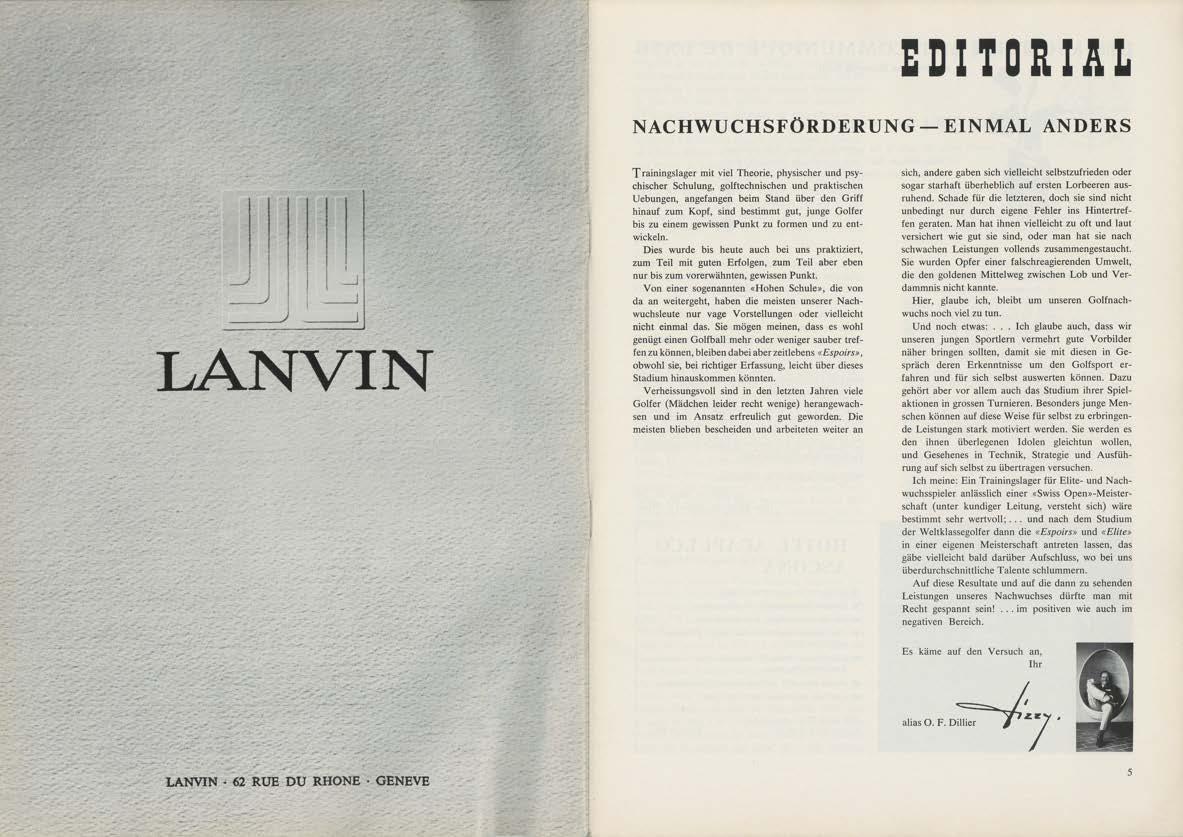 LANVIN
LANVIN · 62 RUE DU RHONE · GENEVE
EDITORIAL
NACHWUCHSFÖRDERUNG — EINMAL ANDERS
Trainingslager mit viel Theorie, physischer und psy-
chischer Schulung, golftechnischen und praktischen
Uebungen, angefangen beim Stand über den Griff
hinauf zum Kopf, sind bestimmt gut, junge Golfer
bis zu einem gewissen Punkt zu formen und zu ent-
wickeln.
Dies wurde bis heute auch bei uns praktiziert,
zum Teil mit guten Erfolgen, zum Teil aber eben
nur bis zum vorerwähnten, gewissen Punkt.
Von einer sogenannten «Hohen Schule», die von
da an weitergeht, haben die meisten unserer Nach-
wuchsleute nur vage Vorstellungen oder vielleicht
nicht einmal das. Sie mögen meinen, dass es wohl
genügt einen Golfball mehr oder weniger sauber tref-
fen zu können, bleiben dabei aber zeitlebens «Espoirs»,
obwohl sie, bei richtiger Erfassung, leicht über dieses
Stadium hinauskommen könnten.
Verheissungsvoll sind in den letzten Jahren viele
Golfer (Mädchen leider recht wenige) herangewach-
sen und im Ansatz erfreulich gut geworden. Die
meisten blieben bescheiden und arbeiteten weiter an
sich, andere gaben sich vielleicht selbstzufrieden oder
sogar starhaft überheblich auf ersten Lorbeeren aus-
ruhend. Schade für die letzteren, doch sie sind nicht
unbedingt nur durch eigene Fehler ins Hintertref-
fen geraten. Man hat ihnen vielleicht zu oft und laut
versichert wie gut sie sind, oder man hat sie nach
schwachen Leistungen vollends zusammengestaucht.
Sie wurden Opfer einer falschreagierenden Umwelt,
die den goldenen Mittelweg zwischen Lob und Ver-
dammnis nicht kannte.
Hier, glaube ich, bleibt um unseren Golfnach-
wuchs noch viel zu tun.
Und noch etwas: . . . Ich glaube auch, dass wir
unseren jungen Sportlern vermehrt gute Vorbilder
näher bringen sollten, damit sie mit diesen in Ge-
spräch deren Erkenntnisse um den Golfsport er-
fahren und für sich selbst auswerten können. Dazu
gehört aber vor allem auch das Studium ihrer Spiel-
aktionen in grossen Turnieren. Besonders junge Men-
schen können auf diese Weise für selbst zu erbringen-
de Leistungen stark motiviert werden. Sie werden es
den ihnen überlegenen Idolen gleichtun wollen,
und Gesehenes in Technik, Strategie und Ausfüh-
rung auf sich selbst zu übertragen versuchen.
Ich meine: Ein Trainingslager für Elite- und Nach-
wuchsspieler anlässlich einer «Swiss Open»-Meister-
schaft (unter kundiger Leitung, versteht sich) wäre
bestimmt sehr wertvoll; . . . und nach dem Studium
der Weltklassegolfer dann die «Espoirs» und «Elite»
in einer eigenen Meisterschaft antreten lassen, das
gäbe vielleicht bald darüber Aufschluss, wo bei uns
überdurchschnittliche Talente schlummern.
Auf diese Resultate und auf die dann zu sehenden
Leistungen unseres Nachwuchses dürfte man mit
Recht gespannt sein! . . . im positiven wie auch im
negativen Bereich.
Es käme auf den Versuch an,
Ihr
Dizzy.
alias O. F. Dillier
5